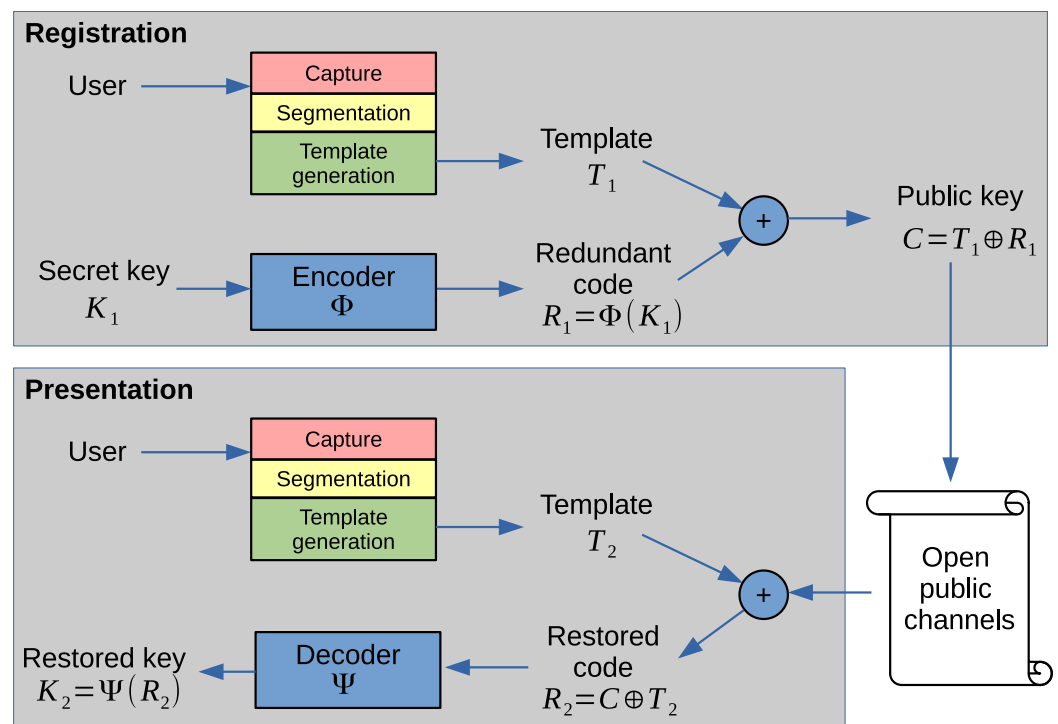 Registration
User
Capture
Segmentation
Template
generation
Template
T₁
+
Public key
C=T₁⊕R₁
Secret key
K₁
Encoder
Φ
Redundant
code
R₁=Φ(K₁)
Presentation
User
Capture
Segmentation
Template
generation
Template
T₂
+
Open
public
channels
Restored key
K₂=Ψ(R₂)
Decoder
Ψ
Restored
code
R₂=C⊕T₂